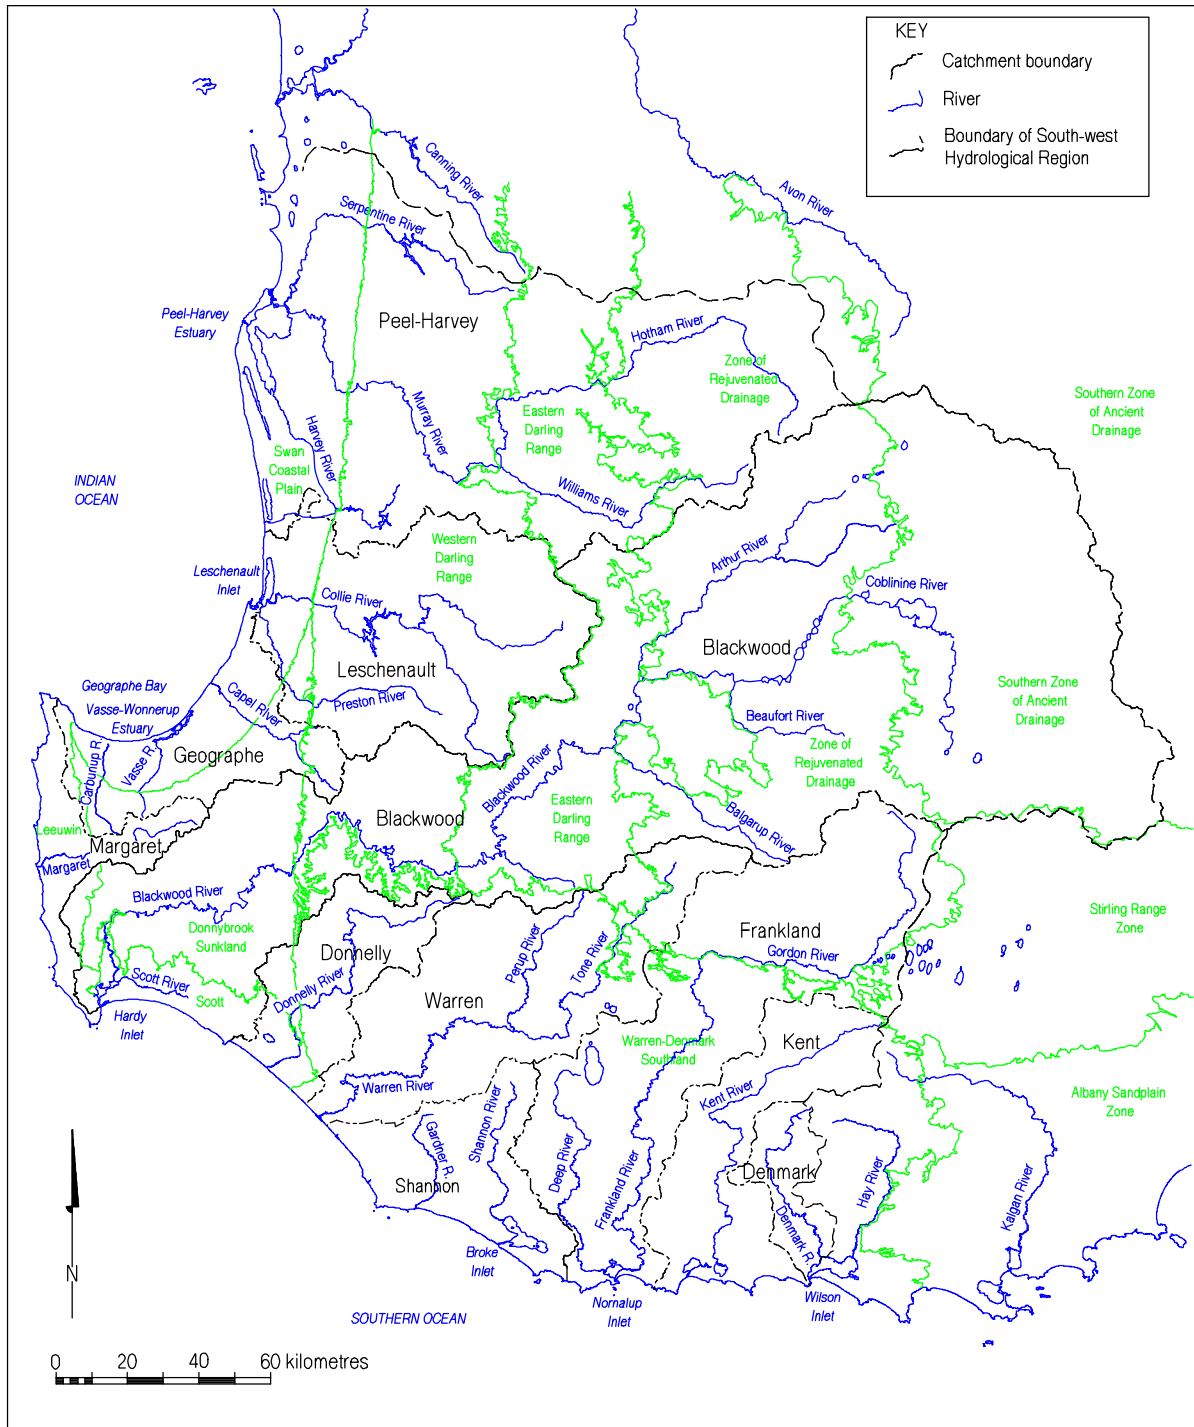 KEY
Catchment boundary
River
Boundary of South-west
Hydrological Region
Canning River
Avon River
Serpentine River
Peel-Harvey
Estuary
Peel-Harvey
Hotham River
Zone of
Rejuvenated
Drainage
Southern Zone
of Ancient
Drainage
Eastern
Darling
Range
Murray River
Harvey River
Swan
Coastal
Plain
INDIAN
OCEAN
Williams River
Western
Darling
Range
Arthur River
Leschenault
Inlet
Collie River
Coblinine River
Blackwood
Leschenault
Geographe Bay
Vasse-Wonnerup
Estuary
Capel River
Preston River
Southern Zone
of Ancient
Drainage
Beaufort River
Geographe
Carbunup R.
Vasse R.
Zone of
Rejuvenated
Drainage
Blackwood River
Blackwood
Eastern
Darling
Range
Balgarup River
Leeuwin
Margaret
Margaret
Blackwood River
Donnybrook
Sunkland
Donnelly
Frankland
Stirling Range
Zone
Perup River
Tone River
Gordon River
Scott River
Scott
Donnelly River
Warren
Hardy
Inlet
Warren-Denmark
Southland
Kent
Warren River
Kent River
Albany Sandplain
Zone
Gardner R.
Shannon River
Shannon
Deep River
Frankland River
Denmark
Denmark R.
Hay River
Kalgan River
Broke
Inlet
Nornalup
Inlet
Wilson
Inlet
SOUTHERN OCEAN
N
0 20 40 60 kilometres